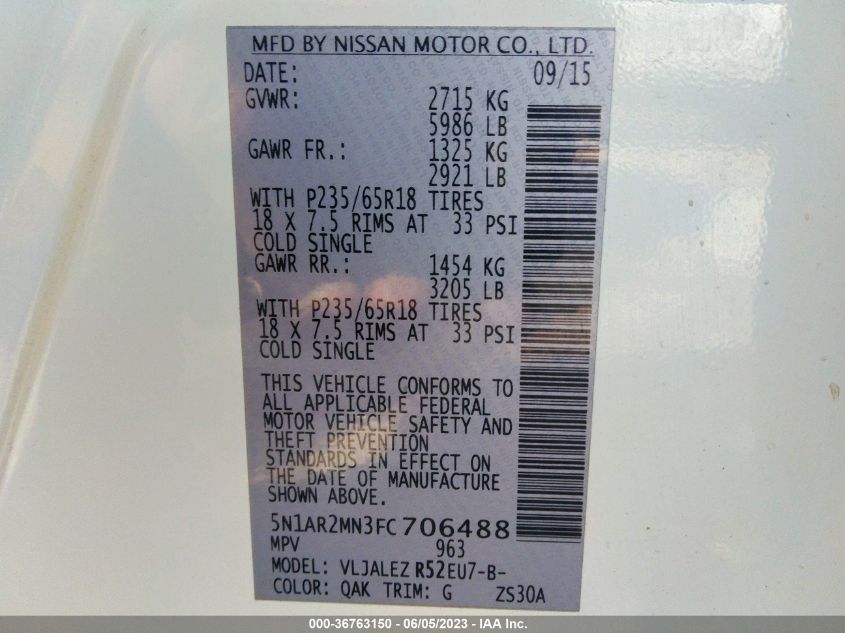 MFD BY NISSAN MOTOR CO., LTD.
DATE: 09/15
GVWR: 2715 KG
5986 LB
GAWR FR.: 1325 KG
2921 LB
WITH P235/65R18 TIRES
18 X 7.5 RIMS AT 33 PSI
COLD SINGLE
GAWR RR.: 1454 KG
3205 LB
WITH P235/65R18 TIRES
18 X 7.5 RIMS AT 33 PSI
COLD SINGLE
THIS VEHICLE CONFORMS TO
ALL APPLICABLE FEDERAL
MOTOR VEHICLE SAFETY AND
THEFT PREVENTION
STANDARDS IN EFFECT ON
THE DATE OF MANUFACTURE
SHOWN ABOVE.
5N1AR2MN3FC706488
MPV 963
MODEL: VLJALEZ R52EU7-B-
COLOR: QAK TRIM: G ZS30A
000-36763150 - 06/05/2023 - IAA Inc.